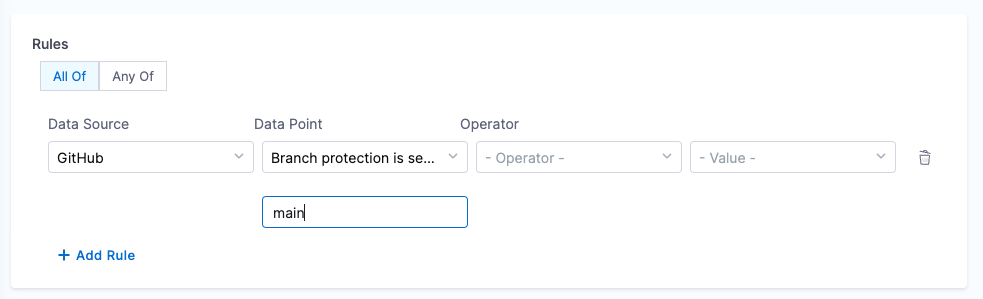 Rules
All Of Any Of
Data Source Data Point Operator
GitHub Branch protection is se... - Operator - - Value -
main
+ Add Rule